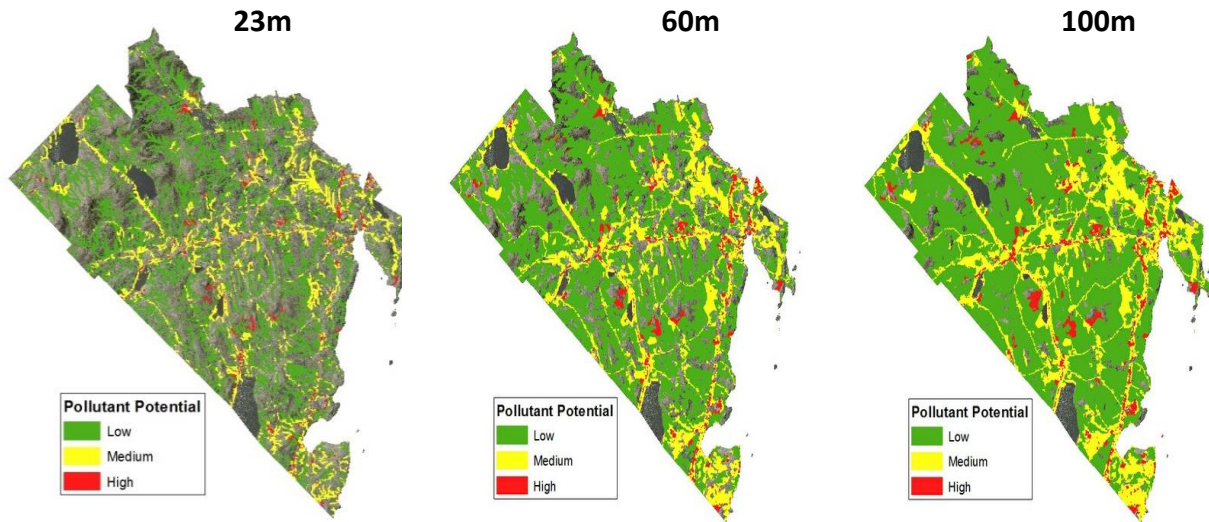 23m
60m
100m
Pollutant Potential
Low
Medium
High
Pollutant Potential
Low
Medium
High
Pollutant Potential
Low
Medium
High